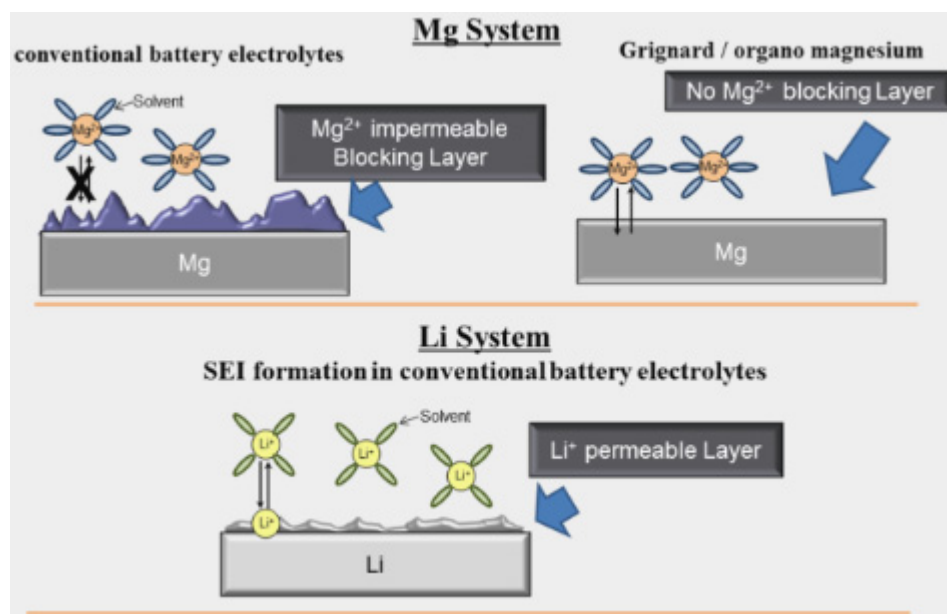 Mg System
conventional battery electrolytes
Grignard / organo magnesium
No Mg²⁺ blocking Layer
Solvent
Mg²⁺ impermeable
Blocking Layer
Mg²⁺
Mg²⁺
Mg²⁺
Mg²⁺
X
Mg
Mg
Li System
SEI formation in conventional battery electrolytes
Solvent
Li⁺
Li⁺
Li⁺
Li⁺ permeable Layer
Li⁺
Li